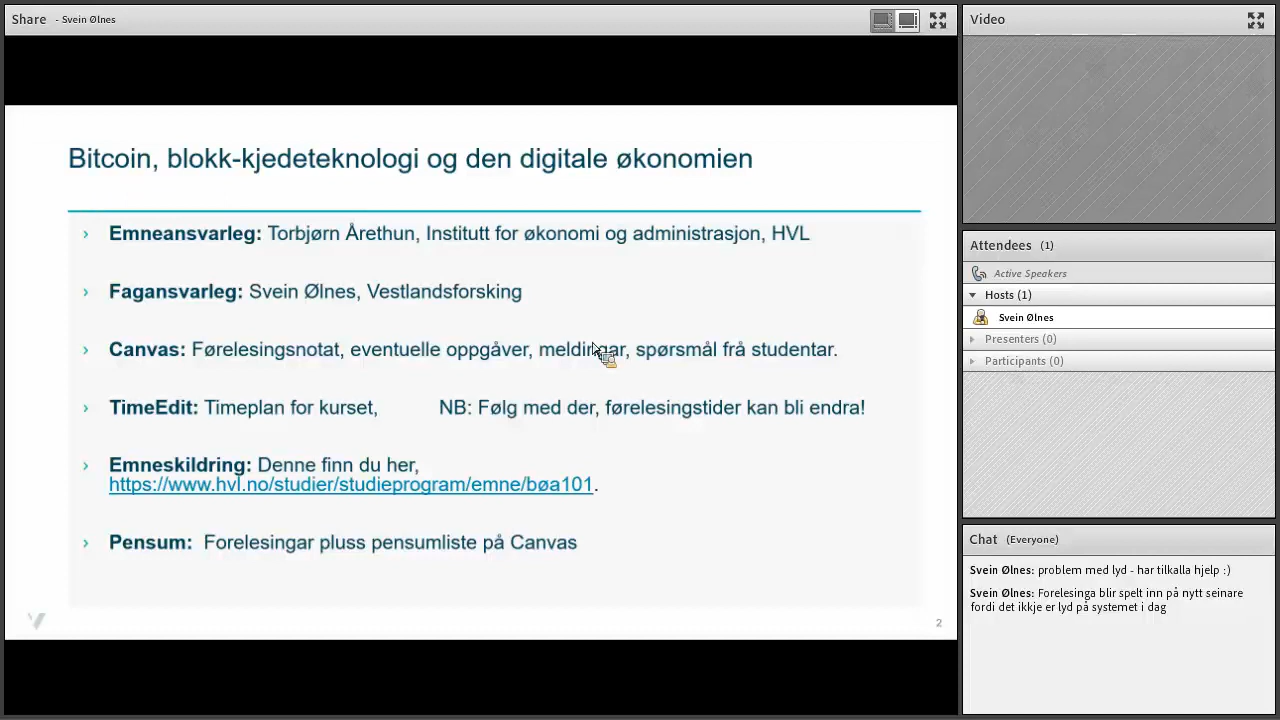 Share - Svein Ølnes
Bitcoin, blokk-kjedeteknologi og den digitale økonomien
› Emneansvarleg: Torbjørn Årethun, Institutt for økonomi og administrasjon, HVL
› Fagansvarleg: Svein Ølnes, Vestlandsforsking
› Canvas: Førelesingsnotat, eventuelle oppgåver, meldingar, spørsmål frå studentar.
› TimeEdit: Timeplan for kurset, NB: Følg med der, førelesingstider kan bli endra!
› Emneskildring: Denne finn du her,
https://www.hvl.no/studier/studieprogram/emne/bøa101.
› Pensum: Forelesingar pluss pensumliste på Canvas
2
Video
Attendees (1)
Active Speakers
Hosts (1)
Svein Ølnes
Presenters (0)
Participants (0)
Chat (Everyone)
Svein Ølnes: problem med lyd - har tilkalla hjelp :)
Svein Ølnes: Forelesinga blir spelt inn på nytt seinare
fordi det ikkje er lyd på systemet i dag